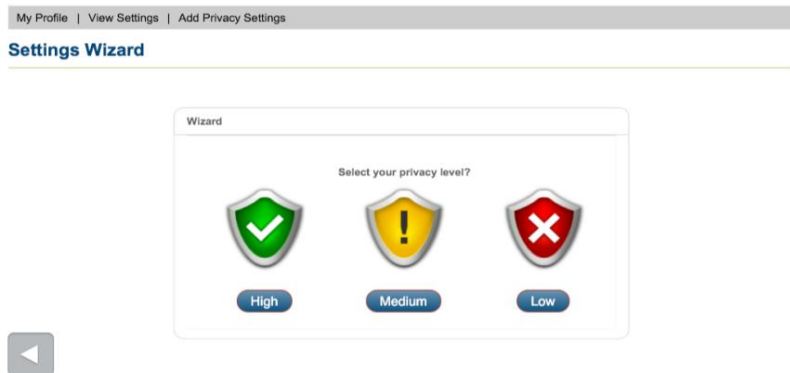 My Profile | View Settings | Add Privacy Settings
Settings Wizard
Wizard
Select your privacy level?
High Medium Low